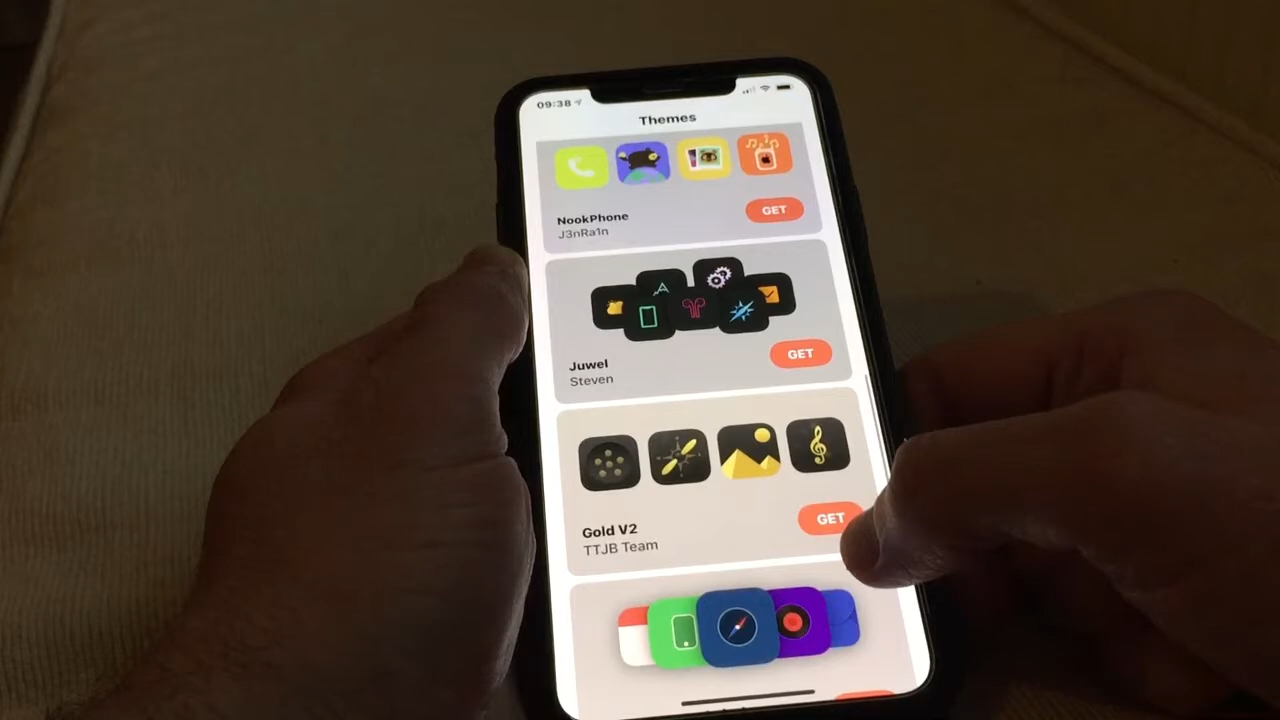 09:38
Themes
NookPhone
J3nRa1n
GET
Juwel
Steven
GET
Gold V2
TTJB Team
GET